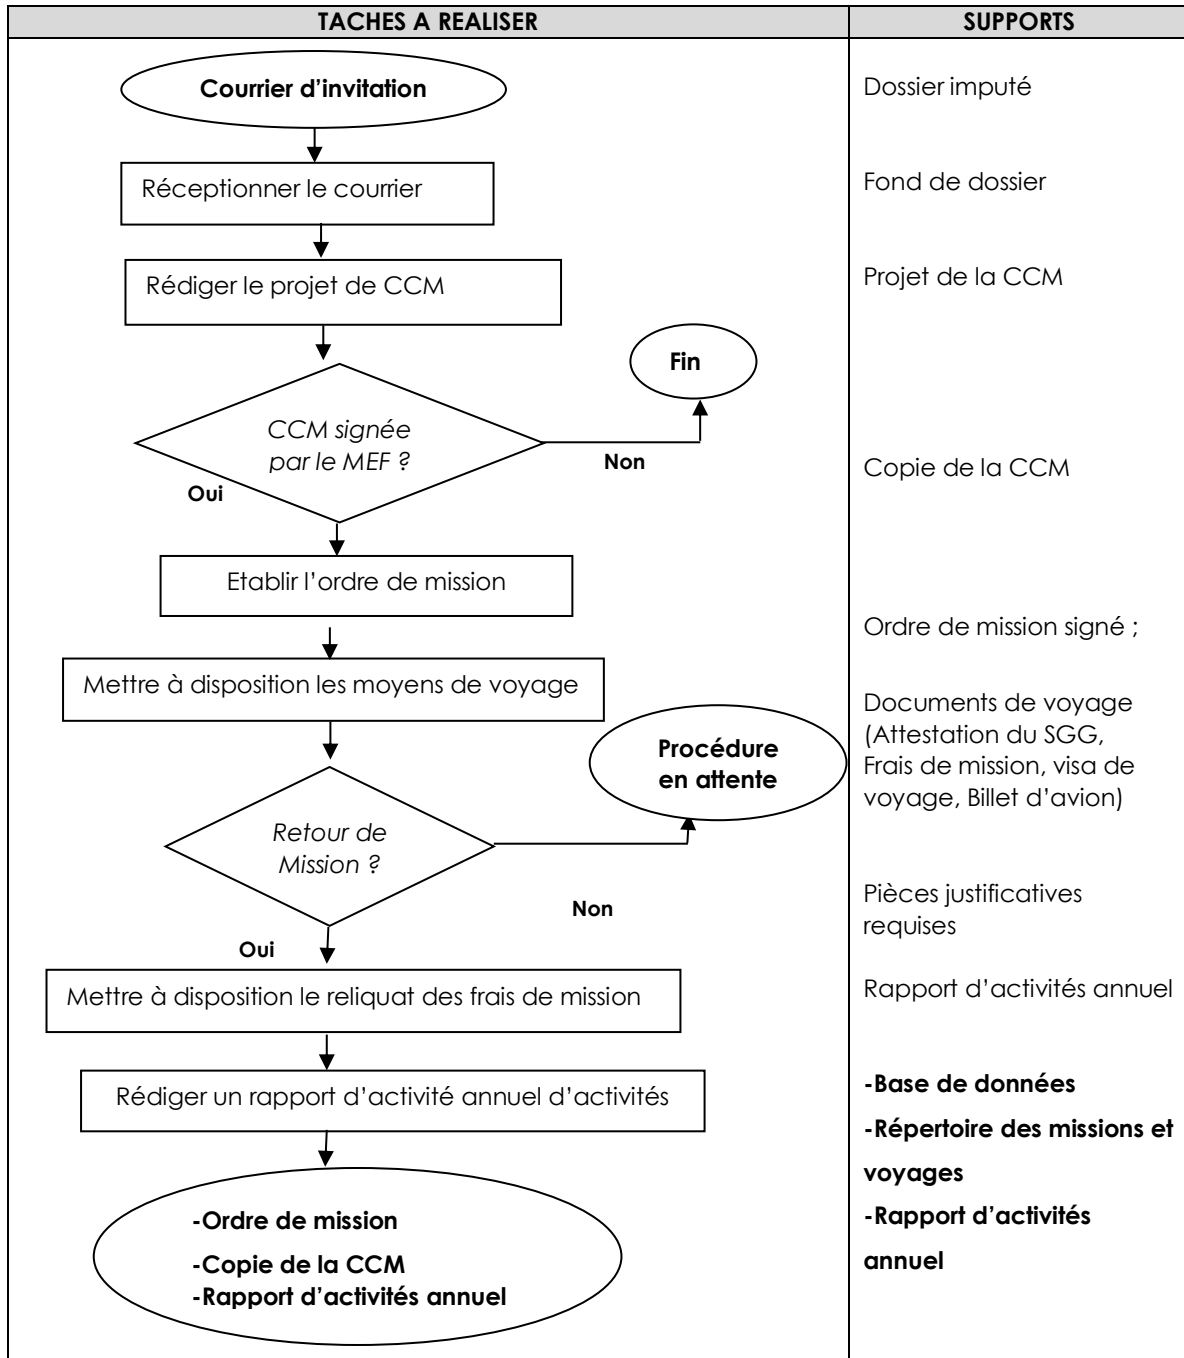 TACHES A REALISER
SUPPORTS
Courrier d’invitation
Dossier imputé
Réceptionner le courrier
Fond de dossier
Rédiger le projet de CCM
Projet de la CCM
Fin
CCM signée
par le MEF ?
Non
Oui
Copie de la CCM
Etablir l’ordre de mission
Ordre de mission signé ;
Mettre à disposition les moyens de voyage
Documents de voyage
(Attestation du SGG,
Frais de mission, visa de
voyage, Billet d’avion)
Procédure
en attente
Retour de
Mission ?
Non
Oui
Pièces justificatives
requises
Mettre à disposition le reliquat des frais de mission
Rapport d’activités annuel
Rédiger un rapport d’activité annuel d’activités
-Base de données
-Répertoire des missions et
voyages
-Rapport d’activités
annuel
-Ordre de mission
-Copie de la CCM
-Rapport d’activités annuel